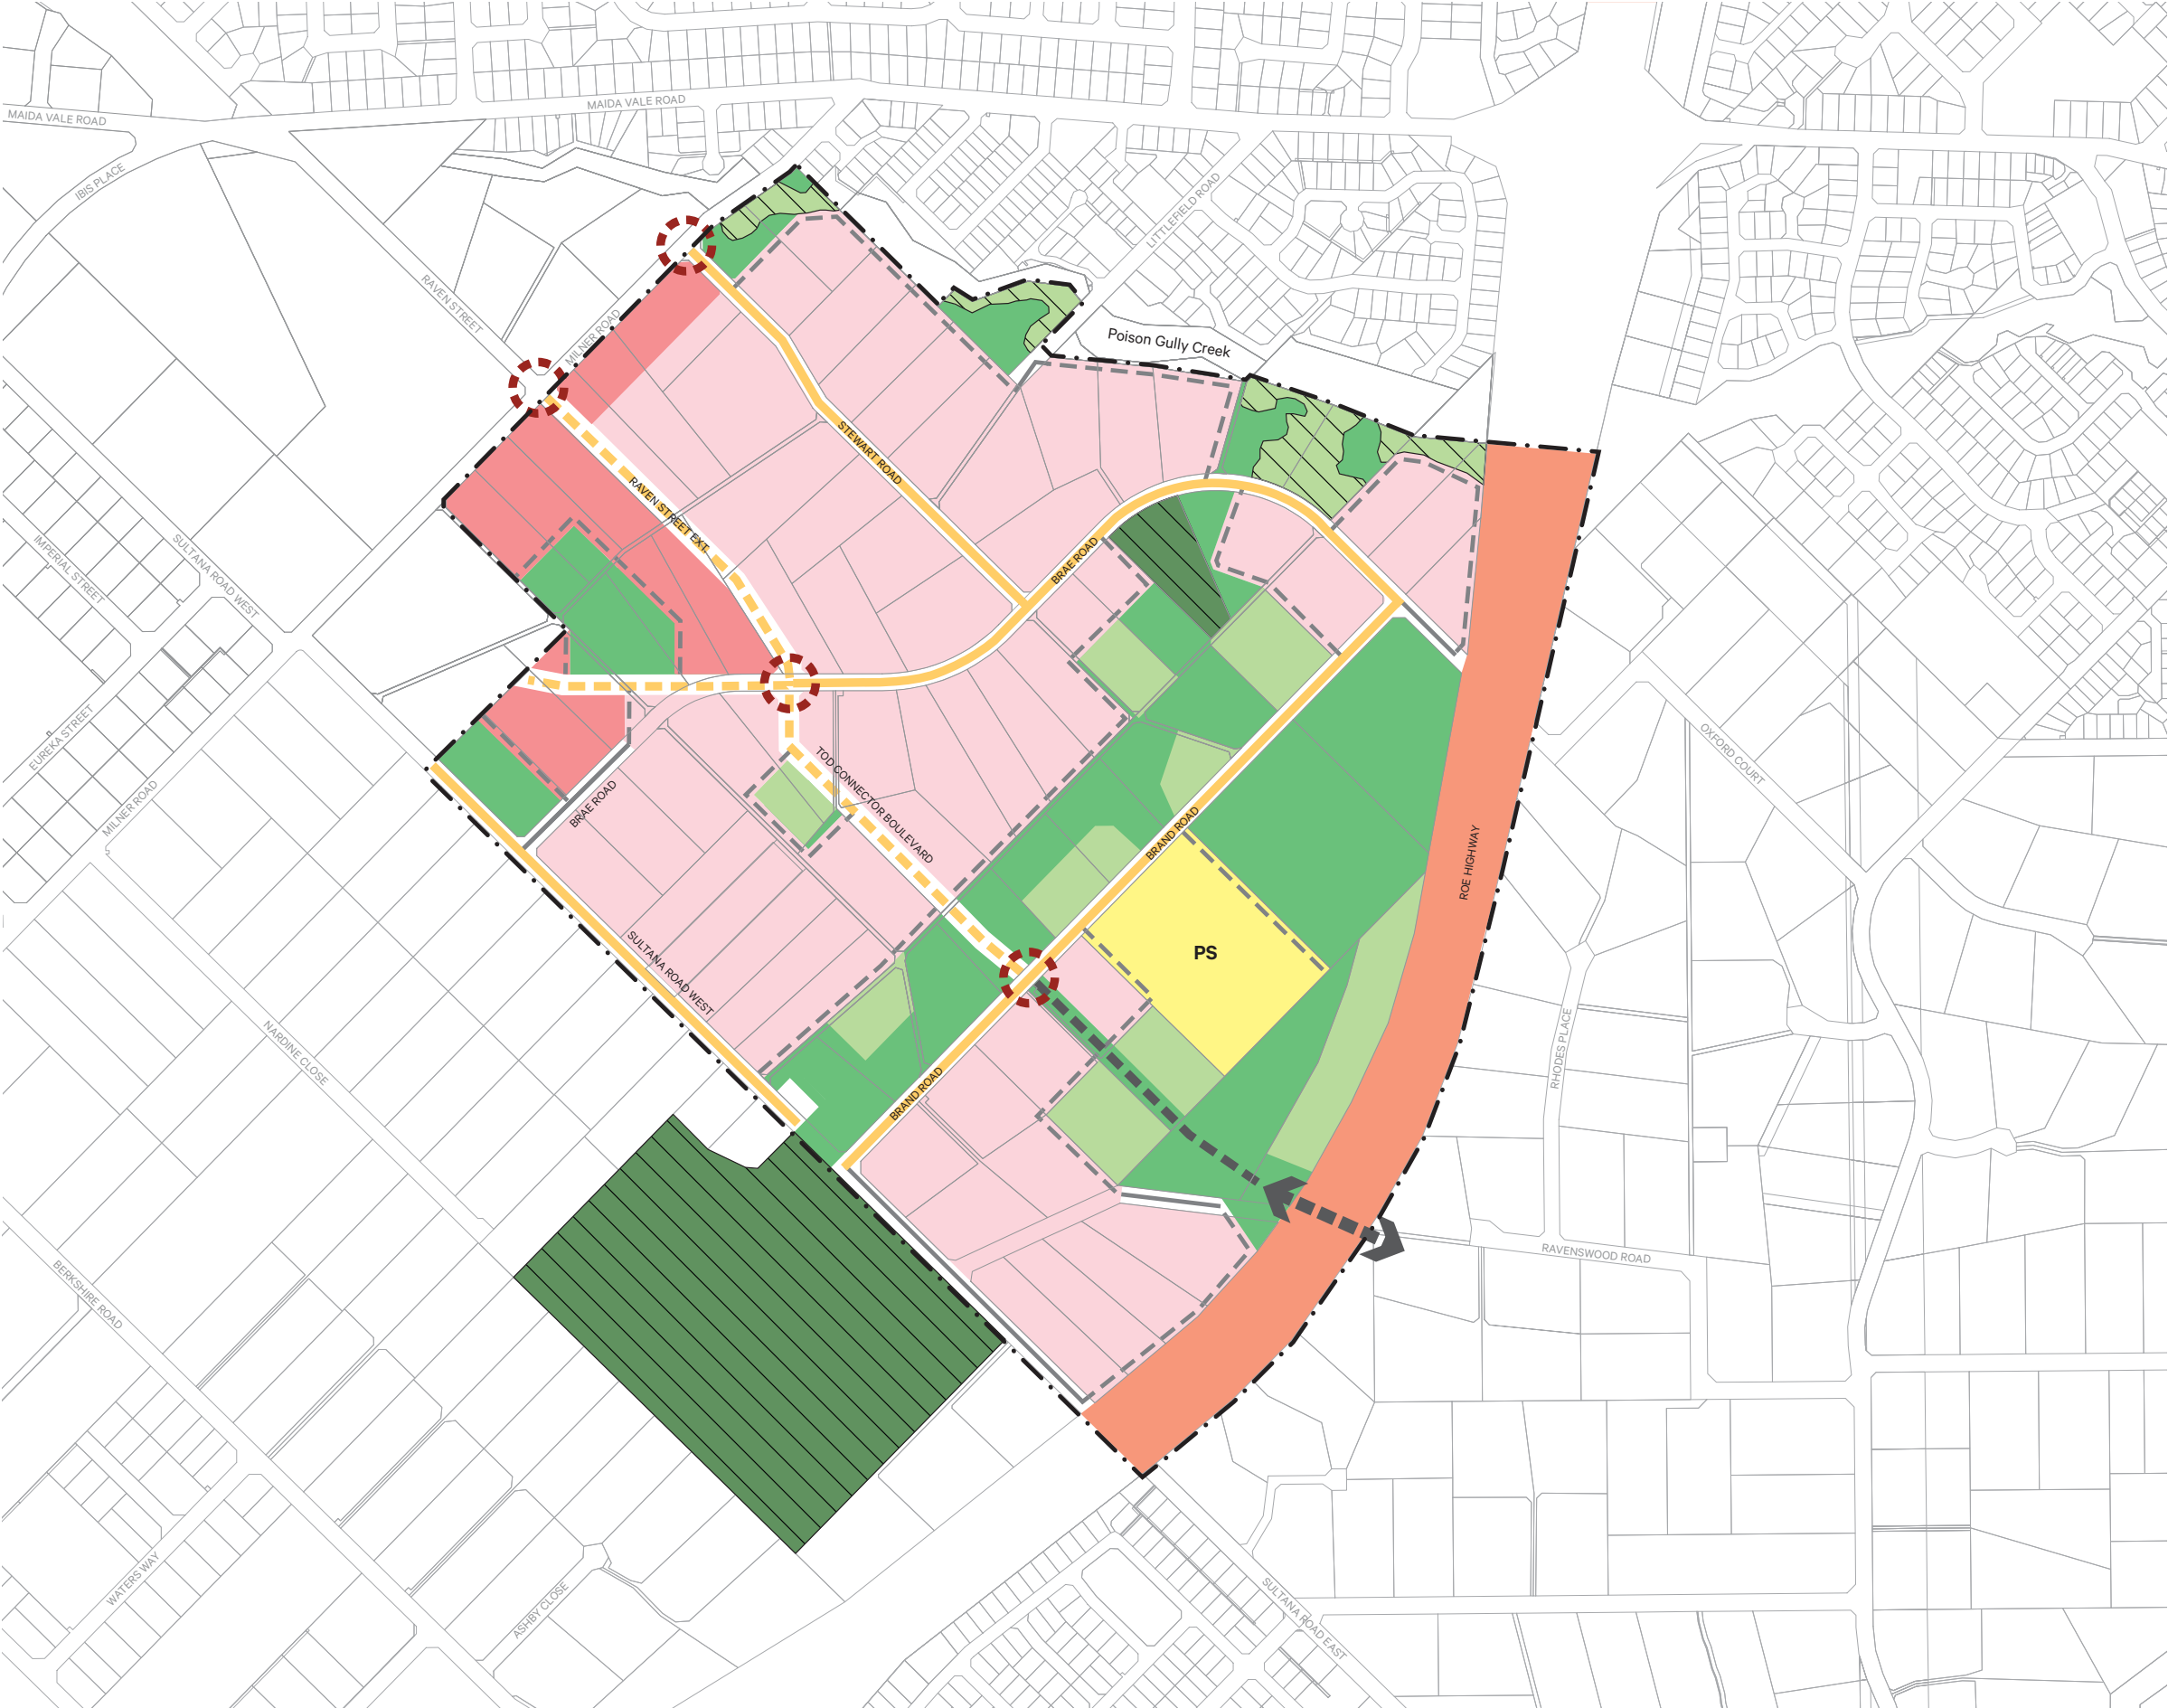 MAIDA VALE ROAD
MAIDA VALE ROAD
IBIS PLACE
LITTLEFIELD ROAD
RAVEN STREET
MILNER ROAD
Poison Gully Creek
STEWART ROAD
RAVEN STREET EXT.
BRAE ROAD
IMPERIAL STREET
SULTANA ROAD WEST
EUREKA STREET
MILNER ROAD
BRAE ROAD
TOD CONNECTOR BOULEVARD
BRAND ROAD
ROE HIGHWAY
OXFORD COURT
PS
SULTANA ROAD WEST
NARDINE CLOSE
BRAND ROAD
RHODES PLACE
RAVENSWOOD ROAD
BERKSHIRE ROAD
WATERS WAY
ASHBY CLOSE
SULTANA ROAD EAST